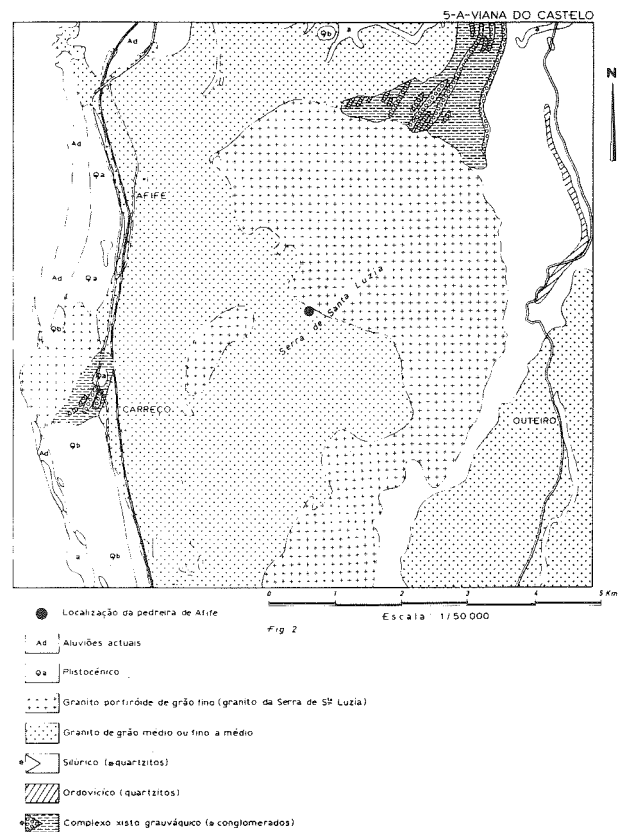 5-A-VIANA DO CASTELO
Ad
Qb
a
a
N
Ad
Qa
AFIFE
Ad
Qa
Qb
Serra de Santa Luzia
Qa
CARREÇO
OUTEIRO
Ad
Qb
a
Qb
0 1 2 3 4 5 Km
Escala: 1/50 000
Fig 2
Localização da pedreira de Afife
Ad Aluviões actuais
Qa Plistocénico
Granito porfiróide de grão fino (granito da Serra de Sta Luzia)
Granito de grão médio ou fino a médio
Silúrico (quartzitos)
Ordovícico (quartzitos)
Complexo xisto grauváquico (conglomerados)